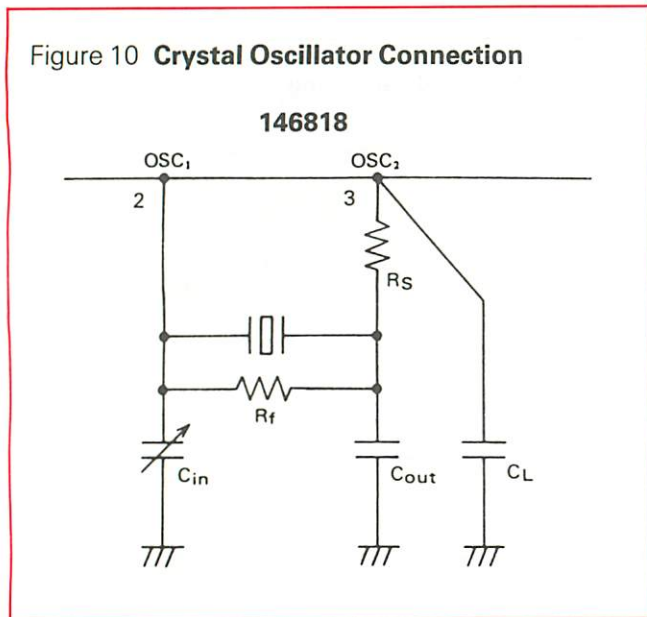 Figure 10 Crystal Oscillator Connection
146818
OSC₁ OSC₂
2 3
RS
Rf
Cin Cout CL